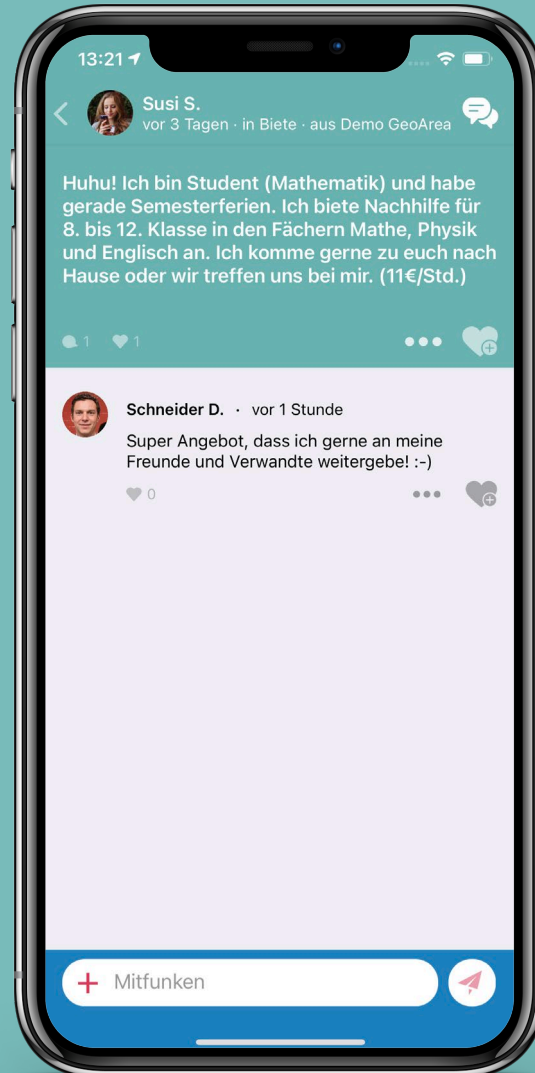 13:21
Susi S.
vor 3 Tagen · in Biete · aus Demo GeoArea
Huhu! Ich bin Student (Mathematik) und habe
gerade Semesterferien. Ich biete Nachhilfe für
8. bis 12. Klasse in den Fächern Mathe, Physik
und Englisch an. Ich komme gerne zu euch nach
Hause oder wir treffen uns bei mir. (11€/Std.)
1 1
Schneider D. · vor 1 Stunde
Super Angebot, dass ich gerne an meine
Freunde und Verwandte weitergebe! :-)
0
Mitfunken